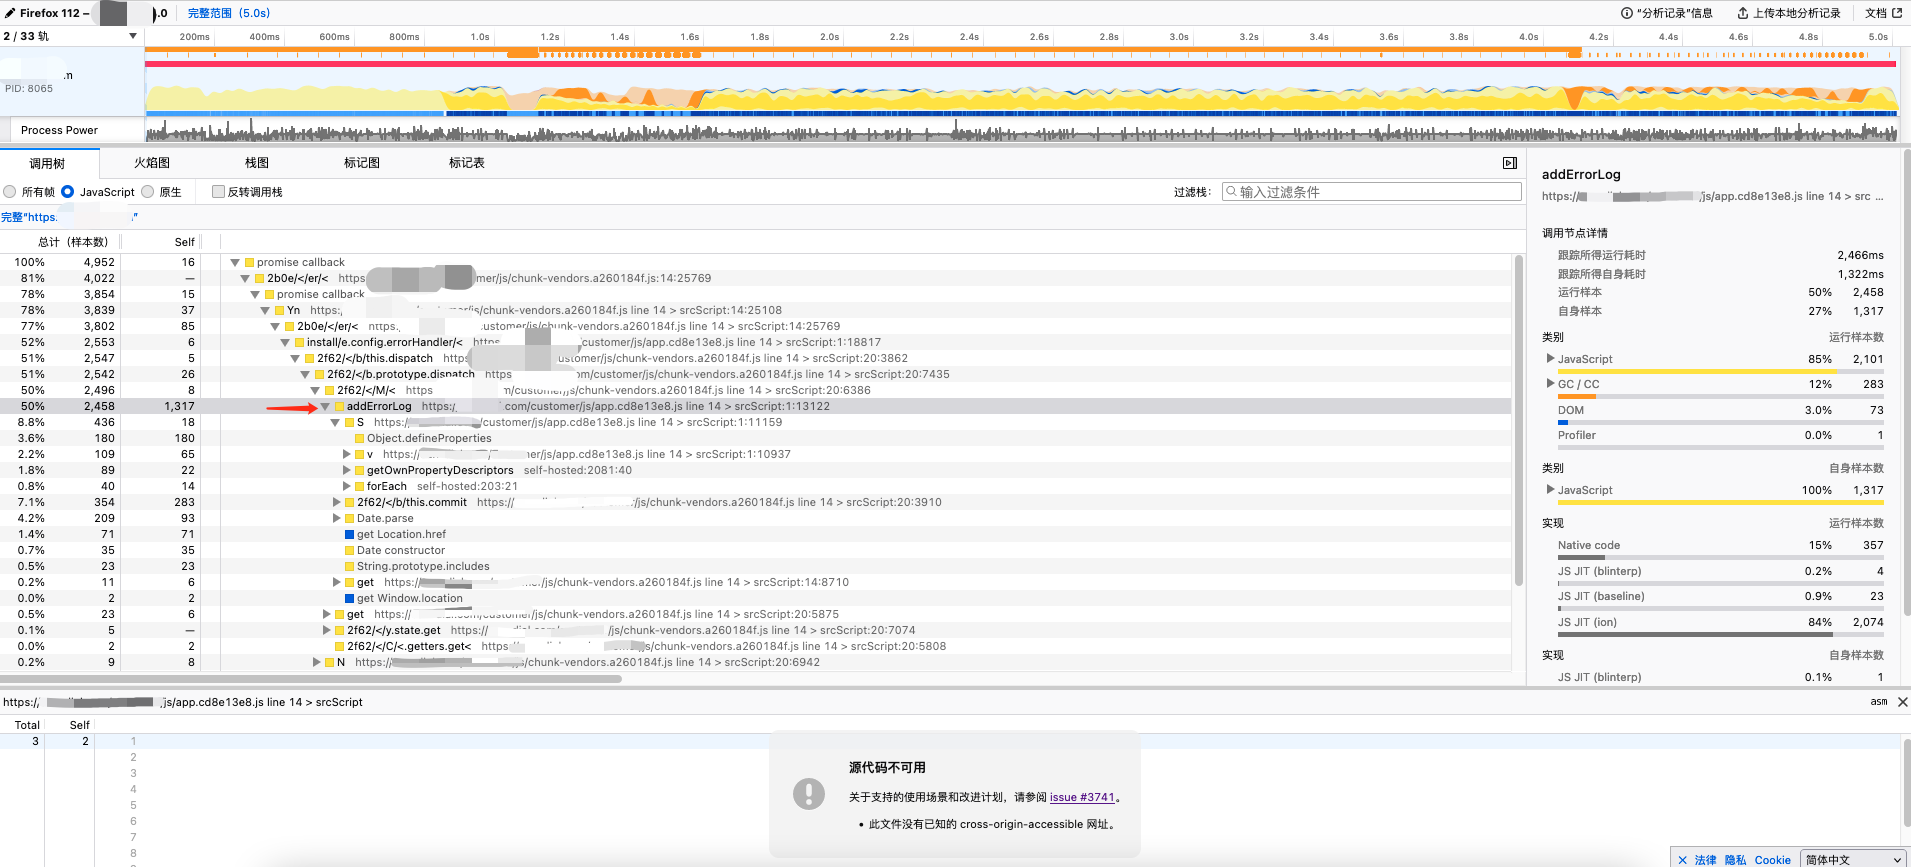 Firefox 112 –
.0
完整范围 (5.0s)
"分析记录"信息
上传本地分析记录
文档
2 / 33 轨
200ms 400ms 600ms 800ms 1.0s 1.2s 1.4s 1.6s 1.8s 2.0s 2.2s 2.4s 2.6s 2.8s 3.0s 3.2s 3.4s 3.6s 3.8s 4.0s 4.2s 4.4s 4.6s 4.8s 5.0s
PID: 8065
Process Power
调用树 火焰图 栈图 标记图 标记表
所有帧 JavaScript 原生 反转调用栈
过滤栈: 输入过滤条件
完整"https:
总计（样本数） Self
100% 4,952 16 promise callback
81% 4,022 — 2b0e/</er/< https mer/js/chunk-vendors.a260184f.js:14:25769
78% 3,854 15 promise callback
78% 3,839 37 Yn https: customer/js/chunk-vendors.a260184f.js line 14 > srcScript:14:25108
77% 3,802 85 2b0e/</er/< https: customer/js/chunk-vendors.a260184f.js line 14 > srcScript:14:25769
52% 2,553 6 install/e.config.errorHandler/< https: /customer/js/app.cd8e13e8.js line 14 > srcScript:1:18817
51% 2,547 5 2f62/</b/this.dispatch https com/customer/js/chunk-vendors.a260184f.js line 14 > srcScript:20:3862
51% 2,542 26 2f62/</b.prototype.dispatch https om/customer/js/chunk-vendors.a260184f.js line 14 > srcScript:20:7435
50% 2,496 8 2f62/</M/< https m/customer/js/chunk-vendors.a260184f.js line 14 > srcScript:20:6386
50% 2,458 1,317 addErrorLog https:/ .com/customer/js/app.cd8e13e8.js line 14 > srcScript:1:13122
8.8% 436 18 S https:/ /customer/js/app.cd8e13e8.js line 14 > srcScript:1:11159
3.6% 180 180 Object.defineProperties
2.2% 109 65 v https:// mer/js/app.cd8e13e8.js line 14 > srcScript:1:10937
1.8% 89 22 getOwnPropertyDescriptors self-hosted:2081:40
0.8% 40 14 forEach self-hosted:203:21
7.1% 354 283 2f62/</b/this.commit https:// /js/chunk-vendors.a260184f.js line 14 > srcScript:20:3910
4.2% 209 93 Date.parse
1.4% 71 71 get Location.href
0.7% 35 35 Date constructor
0.5% 23 23 String.prototype.includes
0.2% 11 6 get https:// /js/chunk-vendors.a260184f.js line 14 > srcScript:14:8710
0.0% 2 2 get Window.location
0.5% 23 6 get https:// /customer/js/chunk-vendors.a260184f.js line 14 > srcScript:20:5875
0.1% 5 — 2f62/</y.state.get https:// /js/chunk-vendors.a260184f.js line 14 > srcScript:20:7074
0.0% 2 2 2f62/</C/<.getters.get< https /js/chunk-vendors.a260184f.js line 14 > srcScript:20:5808
0.2% 9 8 N https:// /js/chunk-vendors.a260184f.js line 14 > srcScript:20:6942
addErrorLog
https:// /js/app.cd8e13e8.js line 14 > src ...
调用节点详情
跟踪所得运行耗时 2,466ms
跟踪所得自身耗时 1,322ms
运行样本 50% 2,458
自身样本 27% 1,317
类别 运行样本数
JavaScript 85% 2,101
GC / CC 12% 283
DOM 3.0% 73
Profiler 0.0% 1
类别 自身样本数
JavaScript 100% 1,317
实现 运行样本数
Native code 15% 357
JS JIT (blinterp) 0.2% 4
JS JIT (baseline) 0.9% 23
JS JIT (ion) 84% 2,074
实现 自身样本数
JS JIT (blinterp) 0.1% 1
https:// /js/app.cd8e13e8.js line 14 > srcScript
asm
Total Self
3 2 1
2
3
4
5
6
7
8
源代码不可用
关于支持的使用场景和改进计划，请参阅 issue #3741。
• 此文件没有已知的 cross-origin-accessible 网址。
法律 隐私 Cookie 简体中文